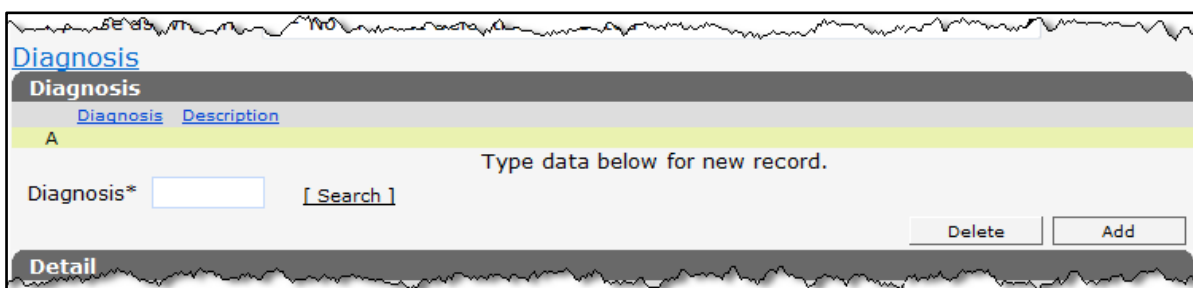 Diagnosis
Diagnosis
Diagnosis Description
A
Type data below for new record.
Diagnosis* [ Search ]
Delete Add
Detail